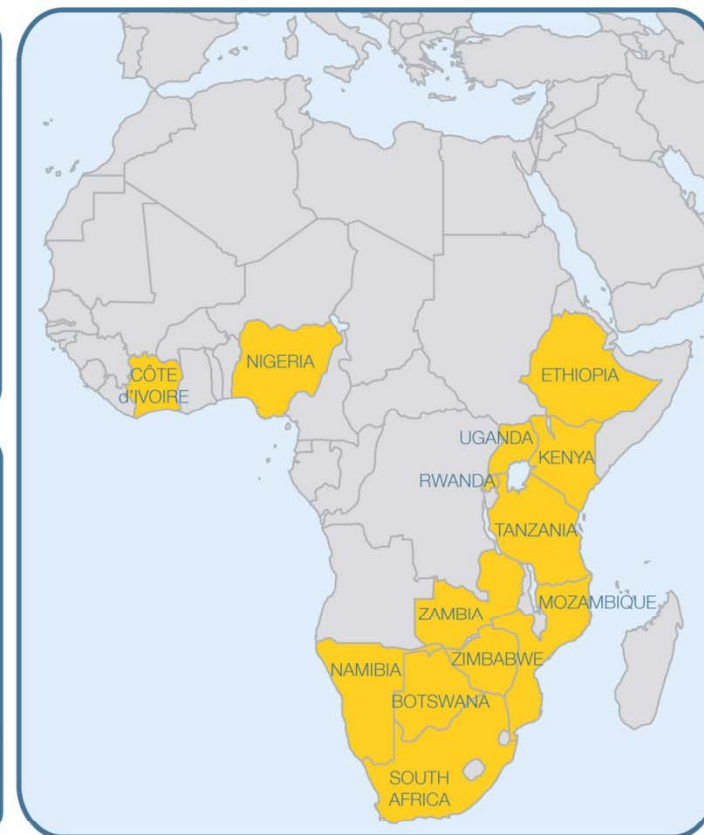 NIGERIA
CÔTE
d'IVOIRE
ETHIOPIA
UGANDA
KENYA
RWANDA
TANZANIA
MOZAMBIQUE
ZAMBIA
ZIMBABWE
NAMIBIA
BOTSWANA
SOUTH
AFRICA